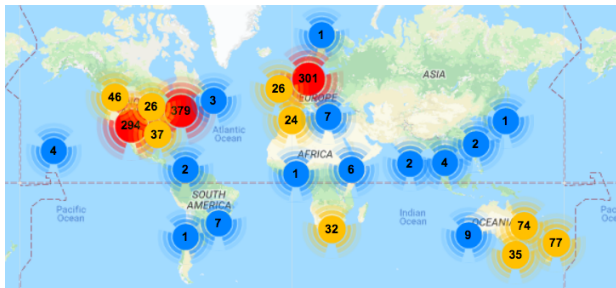 1
301
ASIA
46
26
26
EUROPE
379
3
294
37
24
7
1
Atlantic
Ocean
4
AFRICA
2
2
1
6
2
4
SOUTH
AMERICA
Pacific
Ocean
Indian
Ocean
OCEANIA
Pac
Oc
7
1
32
9
74
77
35